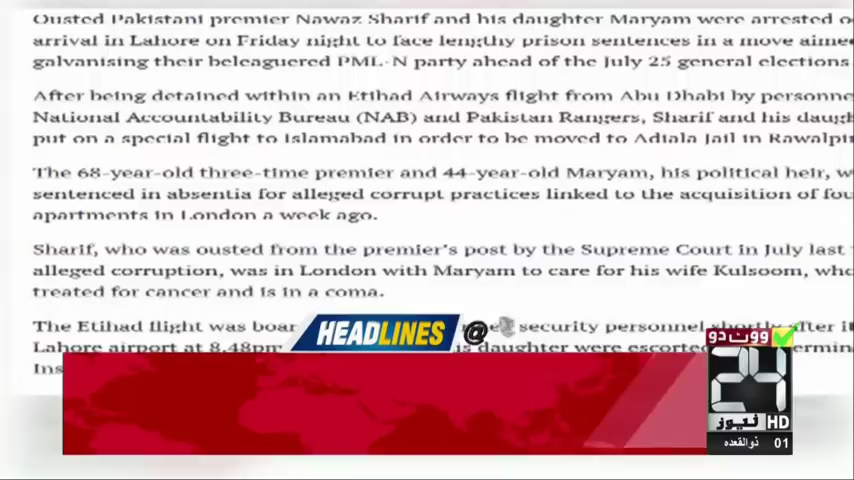 Ousted Pakistani premier Nawaz Sharif and his daughter Maryam were arrested o
arrival in Lahore on Friday night to face lengthy prison sentences in a move aime
galvanising their beleaguered PML-N party ahead of the July 25 general elections
After being detained within an Etihad Airways flight from Abu Dhabi by personne
National Accountability Bureau (NAB) and Pakistan Rangers, Sharif and his daugh
put on a special flight to Islamabad in order to be moved to Adiala Jail in Rawalpin
The 68-year-old three-time premier and 44-year-old Maryam, his political heir, w
sentenced in absentia for alleged corrupt practices linked to the acquisition of fou
apartments in London a week ago.
Sharif, who was ousted from the premier's post by the Supreme Court in July last
alleged corruption, was in London with Maryam to care for his wife Kulsoom, who
treated for cancer and is in a coma.
The Etihad flight was boar security personnel shortly after it
Lahore airport at 8.48pm is daughter were escorted ermin
Ins
HEADLINES @
ووٹ دو
24
نیوز HD
01 ذوالقعدہ